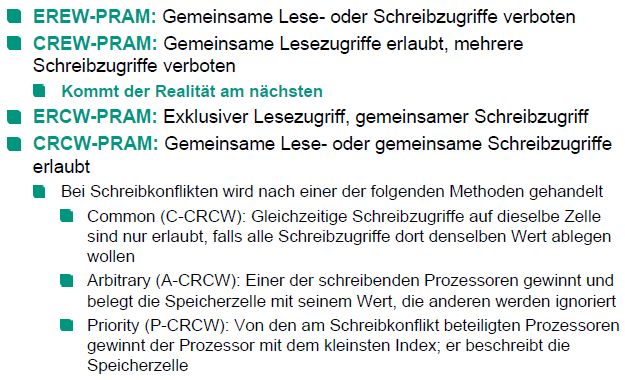 EREW-PRAM: Gemeinsame Lese- oder Schreibzugriffe verboten
CREW-PRAM: Gemeinsame Lesezugriffe erlaubt, mehrere
Schreibzugriffe verboten
Kommt der Realität am nächsten
ERCW-PRAM: Exklusiver Lesezugriff, gemeinsamer Schreibzugriff
CRCW-PRAM: Gemeinsame Lese- oder gemeinsame Schreibzugriffe
erlaubt
Bei Schreibkonflikten wird nach einer der folgenden Methoden gehandelt
Common (C-CRCW): Gleichzeitige Schreibzugriffe auf dieselbe Zelle
sind nur erlaubt, falls alle Schreibzugriffe dort denselben Wert ablegen
wollen
Arbitrary (A-CRCW): Einer der schreibenden Prozessoren gewinnt und
belegt die Speicherzelle mit seinem Wert, die anderen werden ignoriert
Priority (P-CRCW): Von den am Schreibkonflikt beteiligten Prozessoren
gewinnt der Prozessor mit dem kleinsten Index; er beschreibt die
Speicherzelle